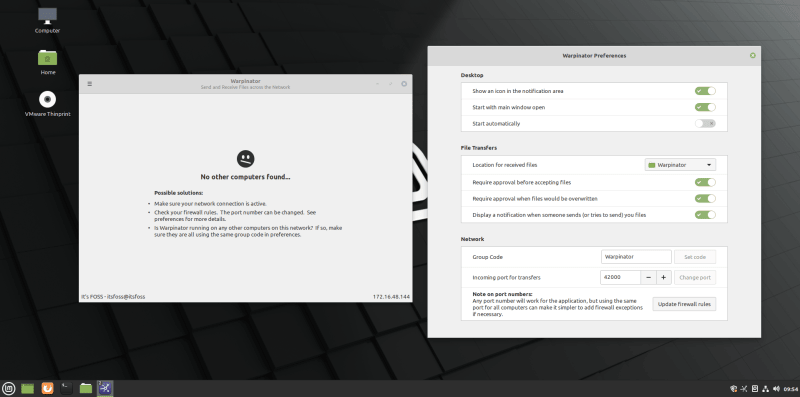 Computer
Home
VMware Thinprint
Warpinator
Send and Receive Files across the Network
No other computers found...
Possible solutions:
• Make sure your network connection is active.
• Check your firewall rules. The port number can be changed. See
preferences for more details.
• Is Warpinator running on any other computers on this network? If so, make
sure they are all using the same group code in preferences.
It's FOSS - itsfoss@itsfoss
172.16.48.144
Warpinator Preferences
Desktop
Show an icon in the notification area
Start with main window open
Start automatically
File Transfers
Location for received files
Warpinator
Require approval before accepting files
Require approval when files would be overwritten
Display a notification when someone sends (or tries to send) you files
Network
Group Code
Warpinator
Set code
Incoming port for transfers
42000
− +
Change port
Note on port numbers:
Any port number will work for the application, but using the same
port for all computers can make it simpler to add firewall exceptions
if necessary.
Update firewall rules
09:54